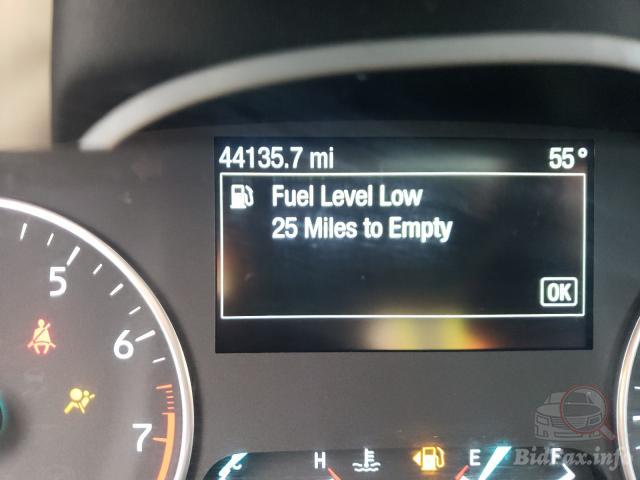 44135.7 mi 55°
Fuel Level Low
25 Miles to Empty
OK
5
6
7
H E F
BidFax.info